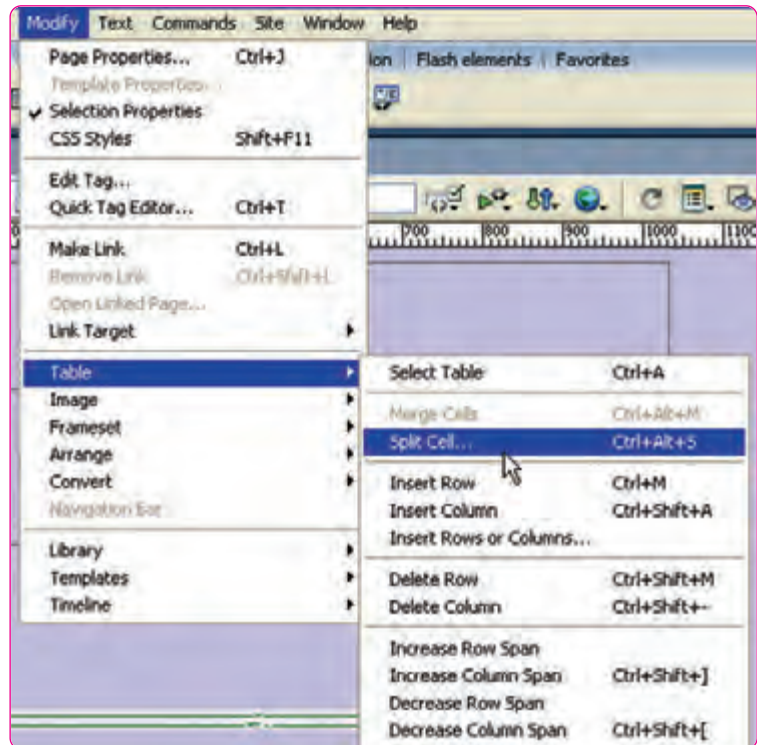 Modify Text Commands Site Window Help
ion Flash elements Favorites
Page Properties... Ctrl+J
Template Properties...
Selection Properties
CSS Styles Shift+F11
Edit Tag...
Quick Tag Editor... Ctrl+T
700 800 900 1000 1100
Make Link Ctrl+L
Remove Link Ctrl+Shift+L
Open Linked Page...
Link Target
Table
Image
Frameset
Arrange
Convert
Navigation Bar
Library
Templates
Timeline
Select Table Ctrl+A
Merge Cells Ctrl+Alt+M
Split Cell... Ctrl+Alt+S
Insert Row Ctrl+M
Insert Column Ctrl+Shift+A
Insert Rows or Columns...
Delete Row Ctrl+Shift+M
Delete Column Ctrl+Shift+-
Increase Row Span
Increase Column Span Ctrl+Shift+]
Decrease Row Span
Decrease Column Span Ctrl+Shift+[